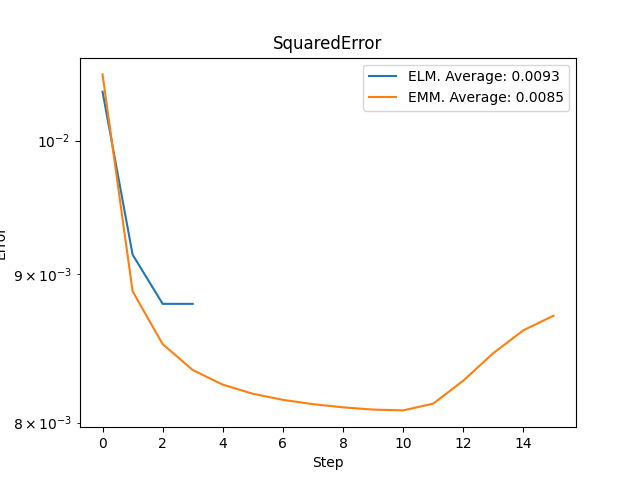 SquaredError
ELM. Average: 0.0093
EMM. Average: 0.0085
10⁻²
9 × 10⁻³
8 × 10⁻³
0 2 4 6 8 10 12 14
Step